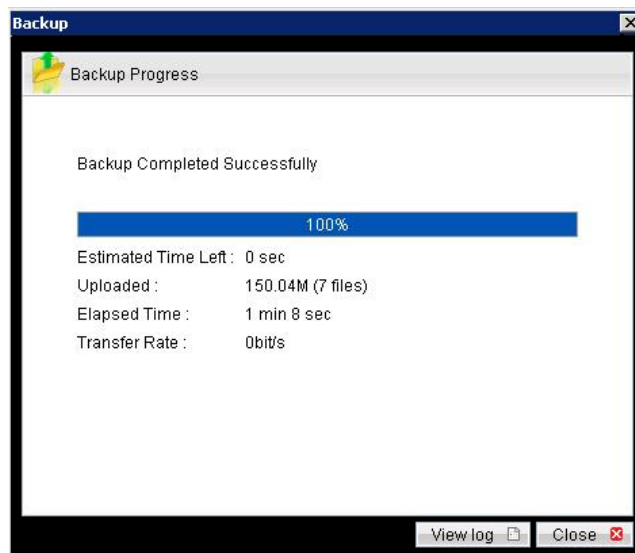 Backup
Backup Progress
Backup Completed Successfully
100%
Estimated Time Left : 0 sec
Uploaded : 150.04M (7 files)
Elapsed Time : 1 min 8 sec
Transfer Rate : 0bit/s
View log Close